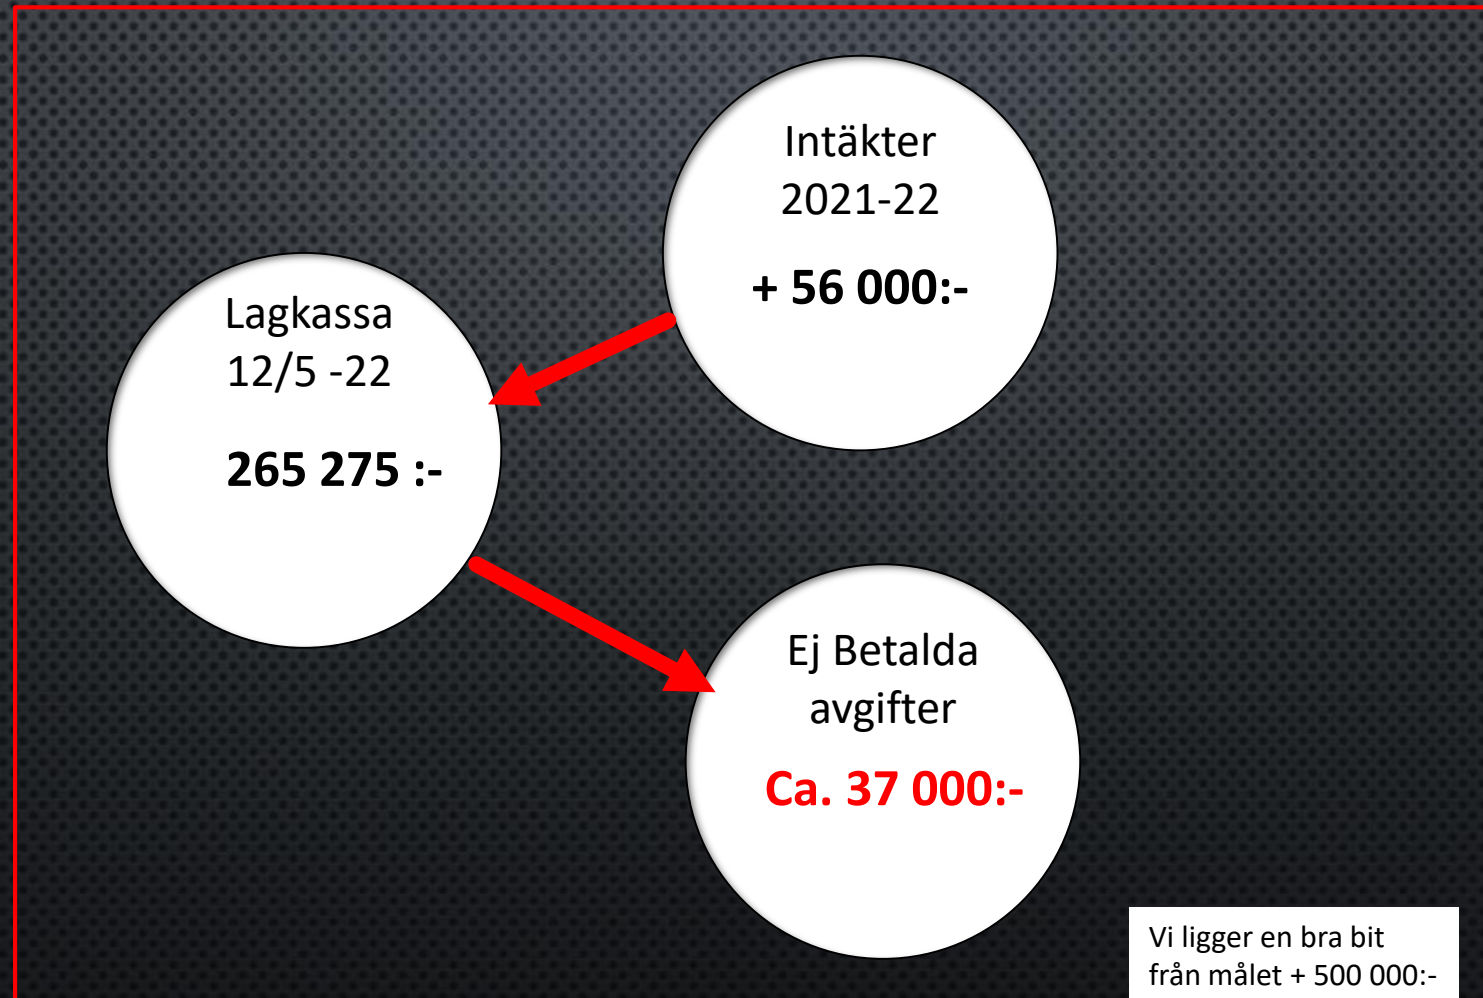 Intäkter
2021-22
+ 56 000:-
Lagkassa
12/5 -22
265 275 :-
Ej Betalda
avgifter
Ca. 37 000:-
Vi ligger en bra bit
från målet + 500 000:-